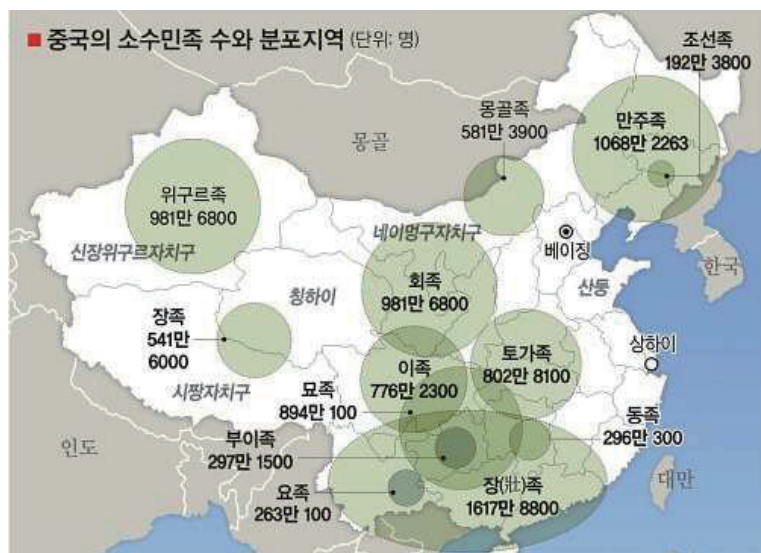 ■ 중국의 소수민족 수와 분포지역 (단위: 명)
조선족
192만 3800
몽골족
581만 3900
만주족
1068만 2263
몽골
위구르족
981만 6800
신장위구르자치구
네이멍구자치구
베이징
한국
회족
981만 6800
칭하이
산둥
장족
541만
6000
이족
776만 2300
토가족
802만 8100
상하이
시짱자치구
묘족
894만 100
동족
296만 300
부이족
297만 1500
인도
대만
요족
263만 100
장(壯)족
1617만 8800